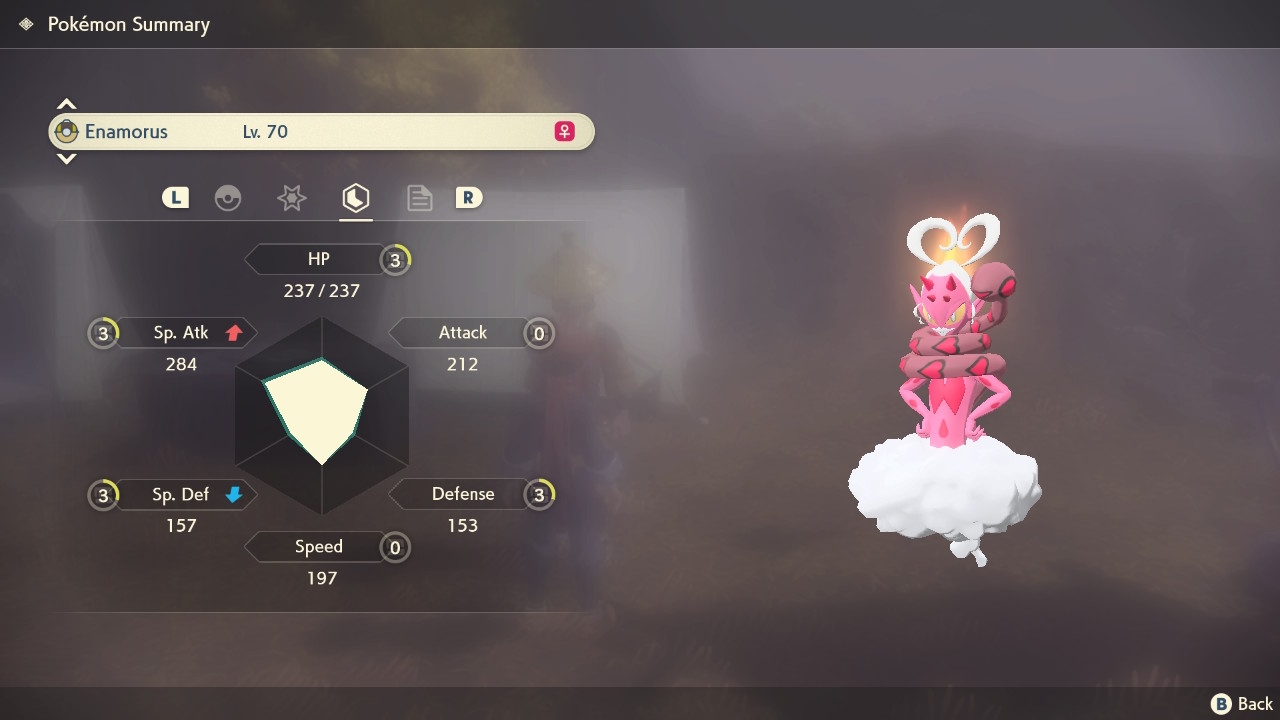 Pokémon Summary
Enamorus Lv. 70 ♀
L R
HP 3
237 / 237
3 Sp. Atk
284
Attack 0
212
3 Sp. Def
157
Defense 3
153
Speed 0
197
B Back